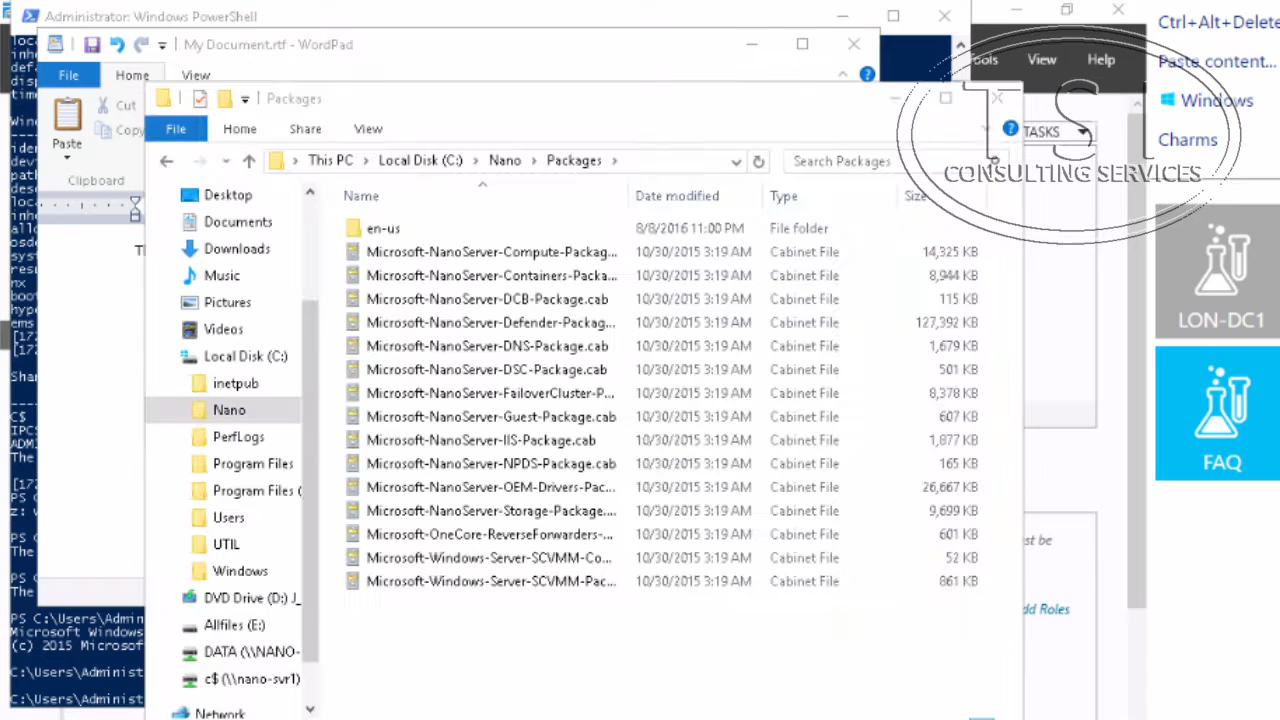 Administrator: Windows PowerShell
My Document.rtf - WordPad
File Home View
Paste Cut
Copy
Clipboard
Packages
File Home Share View
This PC Local Disk (C:) Nano Packages
Search Packages
Desktop
Documents
Downloads
Music
Pictures
Videos
Local Disk (C:)
inetpub
Nano
PerfLogs
Program Files
Program Files (
Users
UTIL
Windows
DVD Drive (D:) J_
Allfiles (E:)
DATA (\\NANO-
c$ (\\nano-svr1)
Network
Name Date modified Type Size
en-us 8/8/2016 11:00 PM File folder
Microsoft-NanoServer-Compute-Packag... 10/30/2015 3:19 AM Cabinet File 14,325 KB
Microsoft-NanoServer-Containers-Packa... 10/30/2015 3:19 AM Cabinet File 8,944 KB
Microsoft-NanoServer-DCB-Package.cab 10/30/2015 3:19 AM Cabinet File 115 KB
Microsoft-NanoServer-Defender-Packag... 10/30/2015 3:19 AM Cabinet File 127,392 KB
Microsoft-NanoServer-DNS-Package.cab 10/30/2015 3:19 AM Cabinet File 1,679 KB
Microsoft-NanoServer-DSC-Package.cab 10/30/2015 3:19 AM Cabinet File 501 KB
Microsoft-NanoServer-FailoverCluster-P... 10/30/2015 3:19 AM Cabinet File 8,378 KB
Microsoft-NanoServer-Guest-Package.cab 10/30/2015 3:19 AM Cabinet File 607 KB
Microsoft-NanoServer-IIS-Package.cab 10/30/2015 3:19 AM Cabinet File 1,877 KB
Microsoft-NanoServer-NPDS-Package.cab 10/30/2015 3:19 AM Cabinet File 165 KB
Microsoft-NanoServer-OEM-Drivers-Pac... 10/30/2015 3:19 AM Cabinet File 26,667 KB
Microsoft-NanoServer-Storage-Package.... 10/30/2015 3:19 AM Cabinet File 9,699 KB
Microsoft-OneCore-ReverseForwarders-... 10/30/2015 3:19 AM Cabinet File 601 KB
Microsoft-Windows-Server-SCVMM-Co... 10/30/2015 3:19 AM Cabinet File 52 KB
Microsoft-Windows-Server-SCVMM-Pac... 10/30/2015 3:19 AM Cabinet File 861 KB
PS C:\Users\Admin
Microsoft Windows
(c) 2015 Microsof
C:\Users\Administ
C:\Users\Administ
Tools View Help
TASKS
TSI
CONSULTING SERVICES
Ctrl+Alt+Delete
Paste content...
Windows
Charms
LON-DC1
FAQ
st be
dd Roles